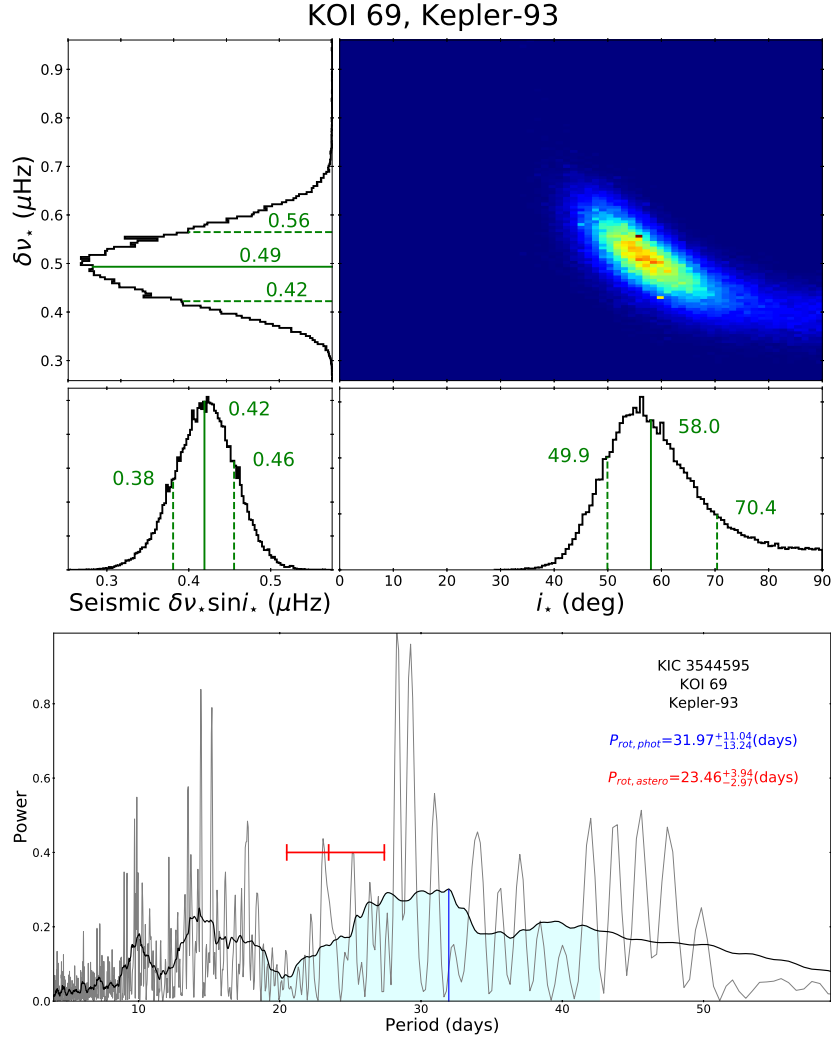 KOI 69, Kepler-93
0.9
0.8
0.7
0.6
0.5
0.4
0.3
δν⋆ (μHz)
0.56
0.49
0.42
0.42
0.38
0.46
0.3 0.4 0.5
Seismic δν⋆sini⋆ (μHz)
49.9
58.0
70.4
0 10 20 30 40 50 60 70 80 90
i⋆ (deg)
KIC 3544595
KOI 69
Kepler-93
P_{rot, phot}=31.97^{+11.04}_{-13.24}(days)
P_{rot, astero}=23.46^{+3.94}_{-2.97}(days)
Power
0.8
0.6
0.4
0.2
0.0
10 20 30 40 50
Period (days)